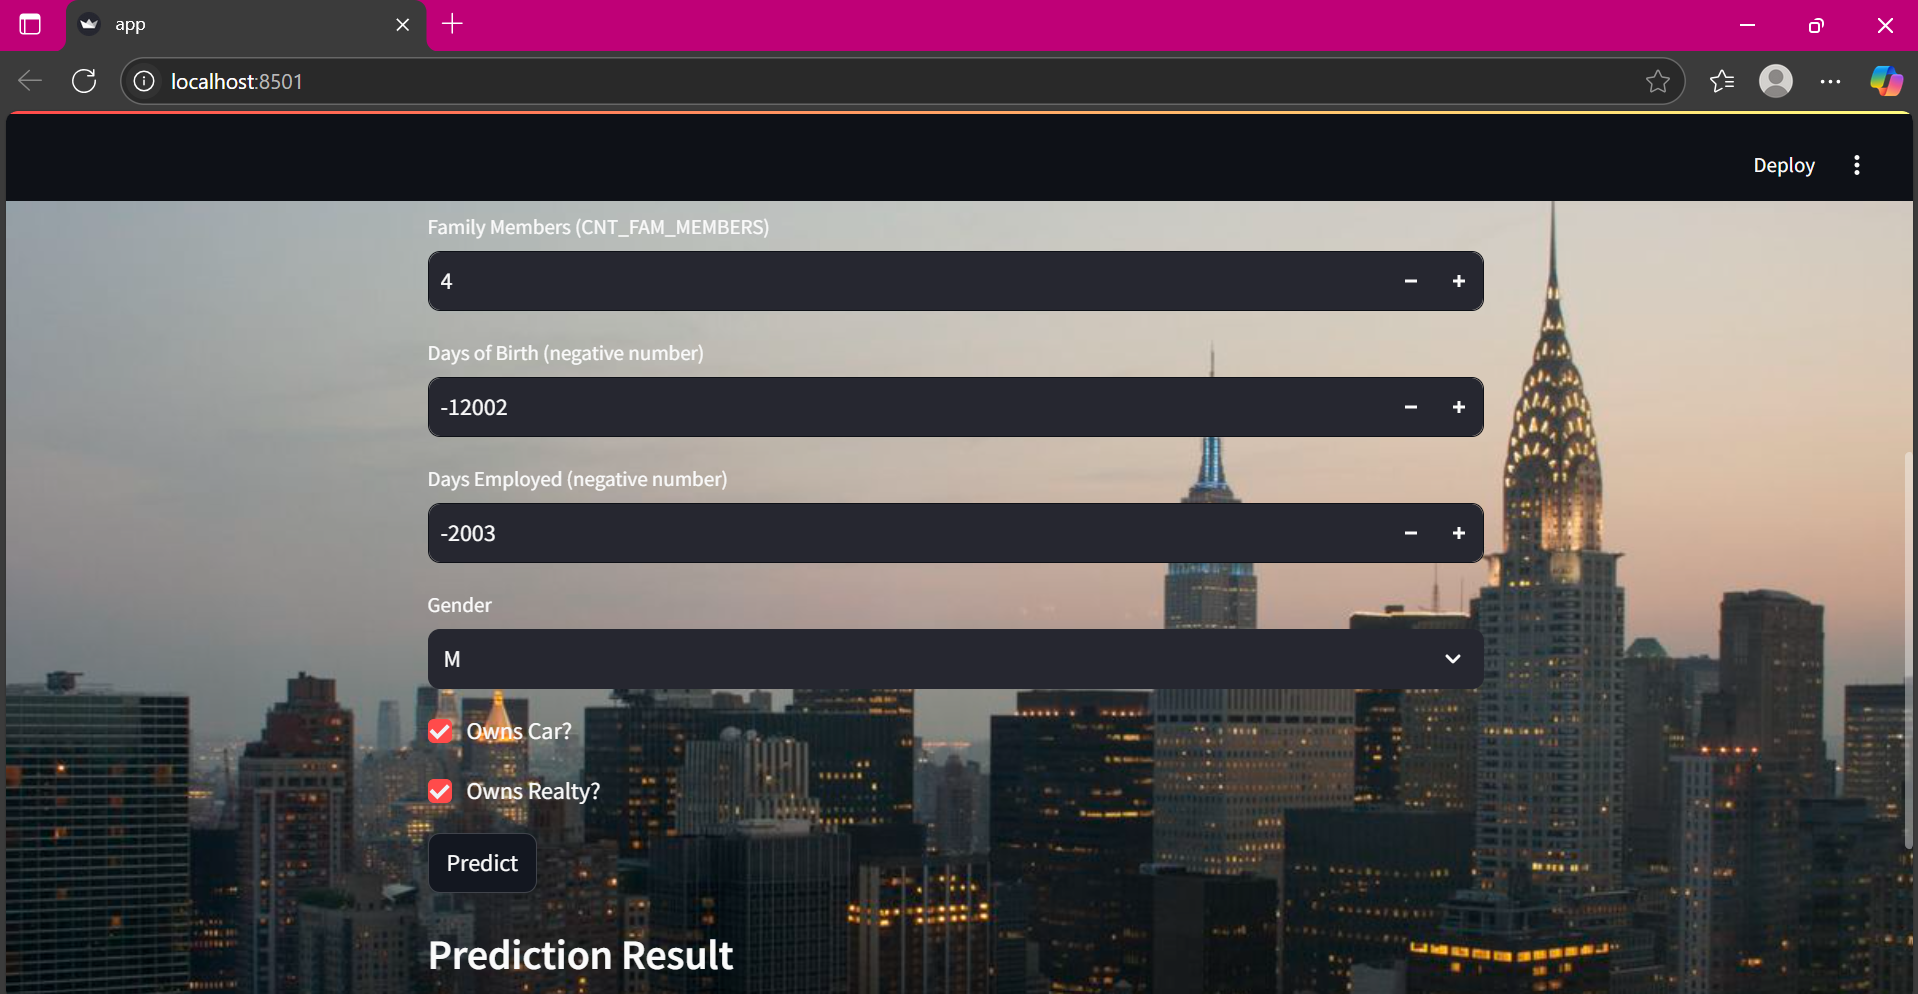 app
localhost:8501
Deploy
Family Members (CNT_FAM_MEMBERS)
4
Days of Birth (negative number)
-12002
Days Employed (negative number)
-2003
Gender
M
Owns Car?
Owns Realty?
Predict
Prediction Result